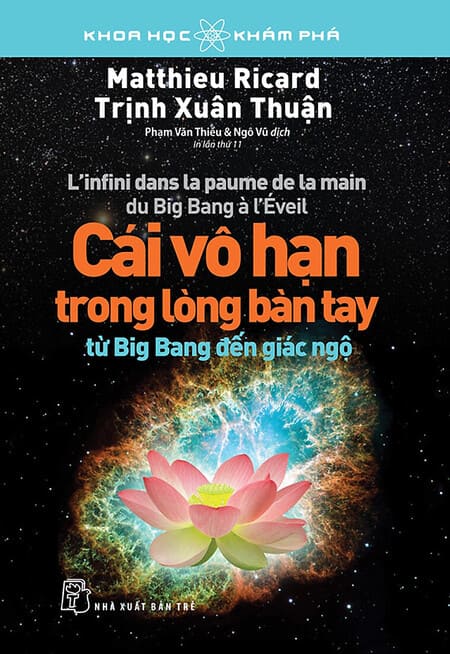 KHOA HỌC KHÁM PHÁ
Matthieu Ricard
Trịnh Xuân Thuận
Phạm Văn Thiều & Ngô Vũ dịch
In lần thứ 11
L'infini dans la paume de la main
du Big Bang à l'Éveil
Cái vô hạn
trong lòng bàn tay
từ Big Bang đến giác ngộ
NHÀ XUẤT BẢN TRẺ